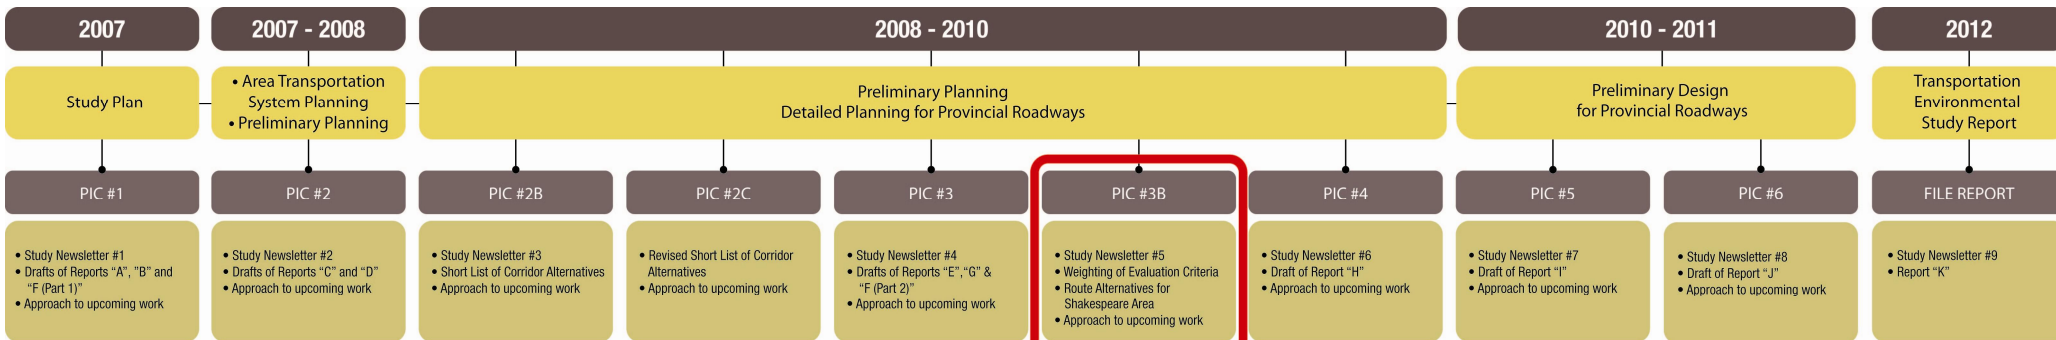 2007
2007 - 2008
2008 - 2010
2010 - 2011
2012
Study Plan
• Area Transportation
System Planning
• Preliminary Planning
Preliminary Planning
Detailed Planning for Provincial Roadways
Preliminary Design
for Provincial Roadways
Transportation
Environmental
Study Report
PIC #1
PIC #2
PIC #2B
PIC #2C
PIC #3
PIC #3B
PIC #4
PIC #5
PIC #6
FILE REPORT
• Study Newsletter #1
• Drafts of Reports “A”, ”B” and
“F (Part 1)”
• Approach to upcoming work
• Study Newsletter #2
• Drafts of Reports “C” and “D”
• Approach to upcoming work
• Study Newsletter #3
• Short List of Corridor Alternatives
• Approach to upcoming work
• Revised Short List of Corridor
Alternatives
• Approach to upcoming work
• Study Newsletter #4
• Drafts of Reports “E”,“G” &
“F (Part 2)”
• Approach to upcoming work
• Study Newsletter #5
• Weighting of Evaluation Criteria
• Route Alternatives for
Shakespeare Area
• Approach to upcoming work
• Study Newsletter #6
• Draft of Report “H”
• Approach to upcoming work
• Study Newsletter #7
• Draft of Report “I”
• Approach to upcoming work
• Study Newsletter #8
• Draft of Report “J”
• Approach to upcoming work
• Study Newsletter #9
• Report “K”